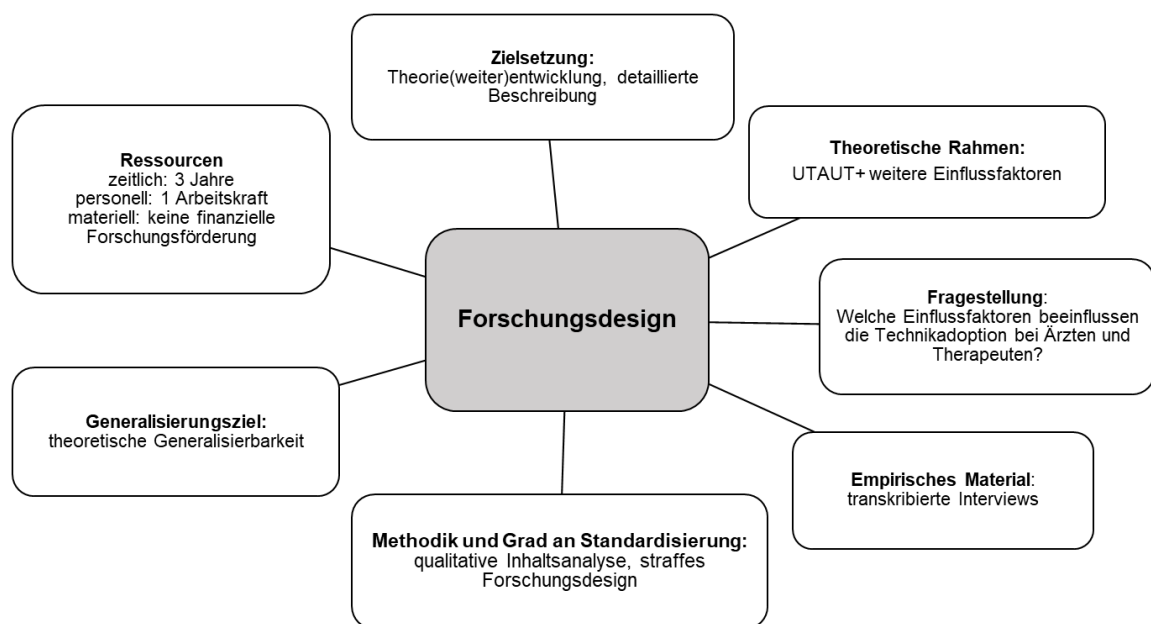 Zielsetzung:
Theorie(weiter)entwicklung, detaillierte
Beschreibung
Ressourcen
zeitlich: 3 Jahre
personell: 1 Arbeitskraft
materiell: keine finanzielle
Forschungsförderung
Theoretische Rahmen:
UTAUT+ weitere Einflussfaktoren
Forschungsdesign
Fragestellung:
Welche Einflussfaktoren beeinflussen
die Technikadoption bei Ärzten und
Therapeuten?
Generalisierungsziel:
theoretische Generalisierbarkeit
Empirisches Material:
transkribierte Interviews
Methodik und Grad an Standardisierung:
qualitative Inhaltsanalyse, straffes
Forschungsdesign